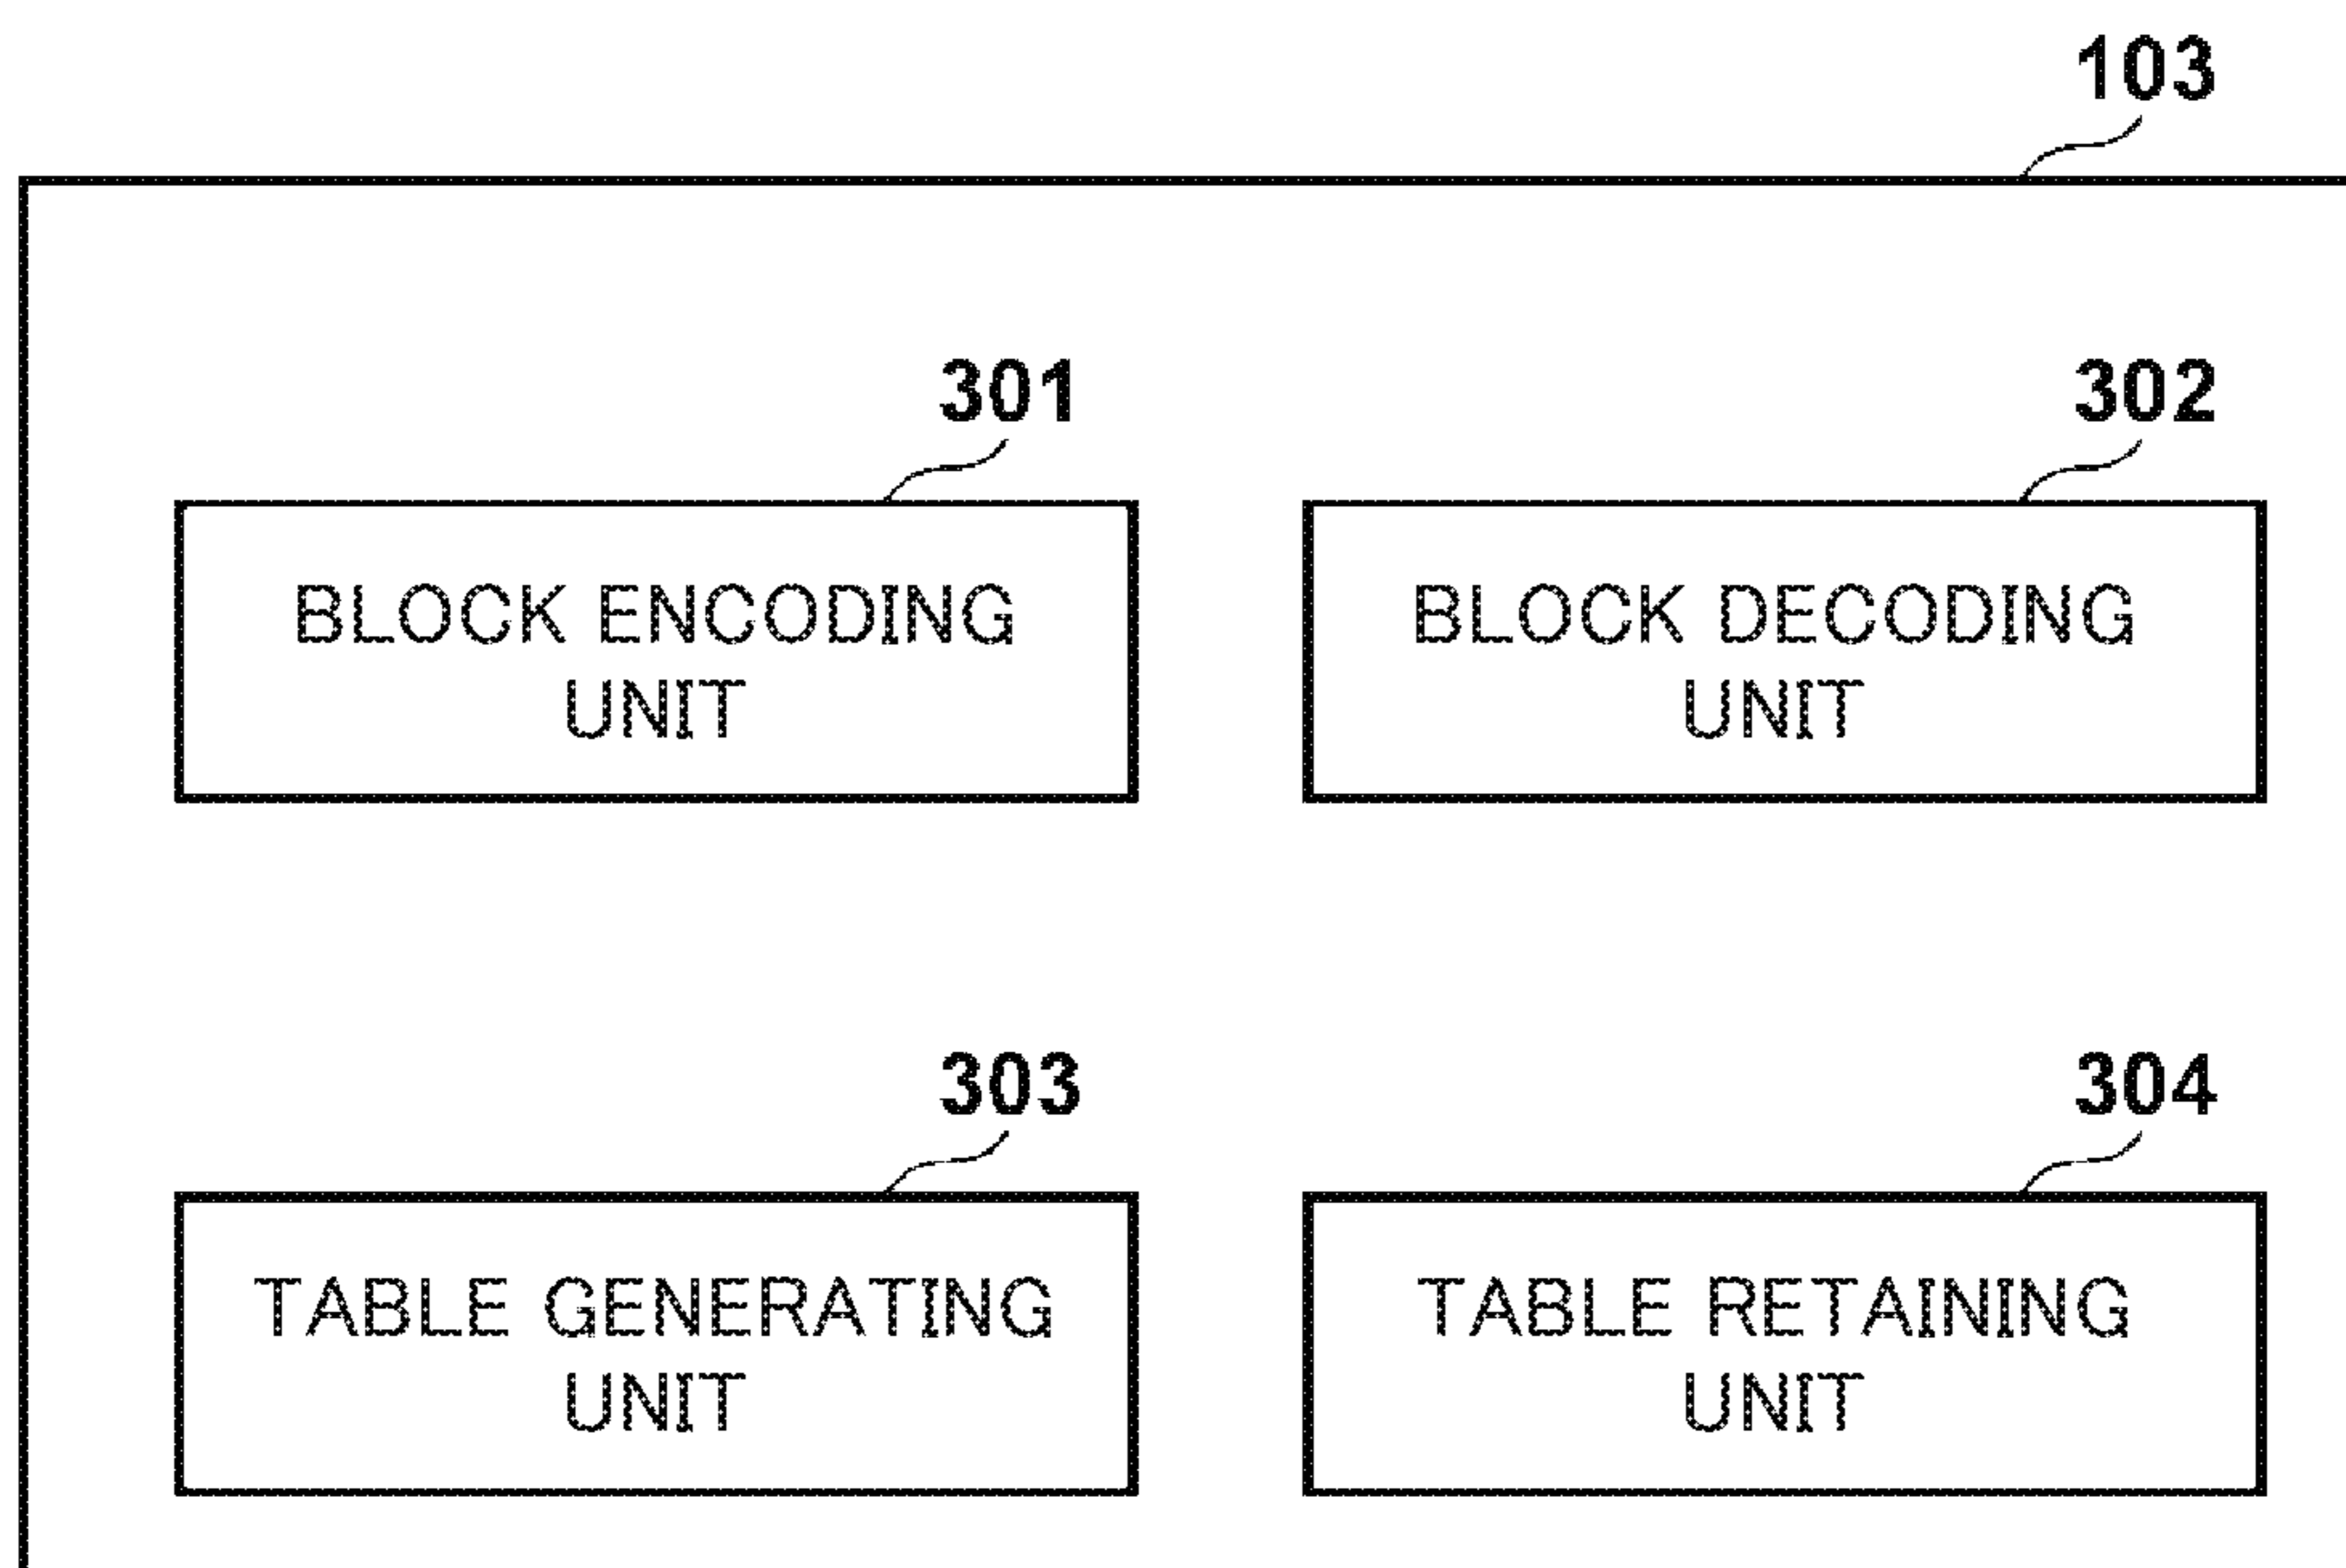 103
301
302
BLOCK ENCODING
UNIT
BLOCK DECODING
UNIT
303
304
TABLE GENERATING
UNIT
TABLE RETAINING
UNIT